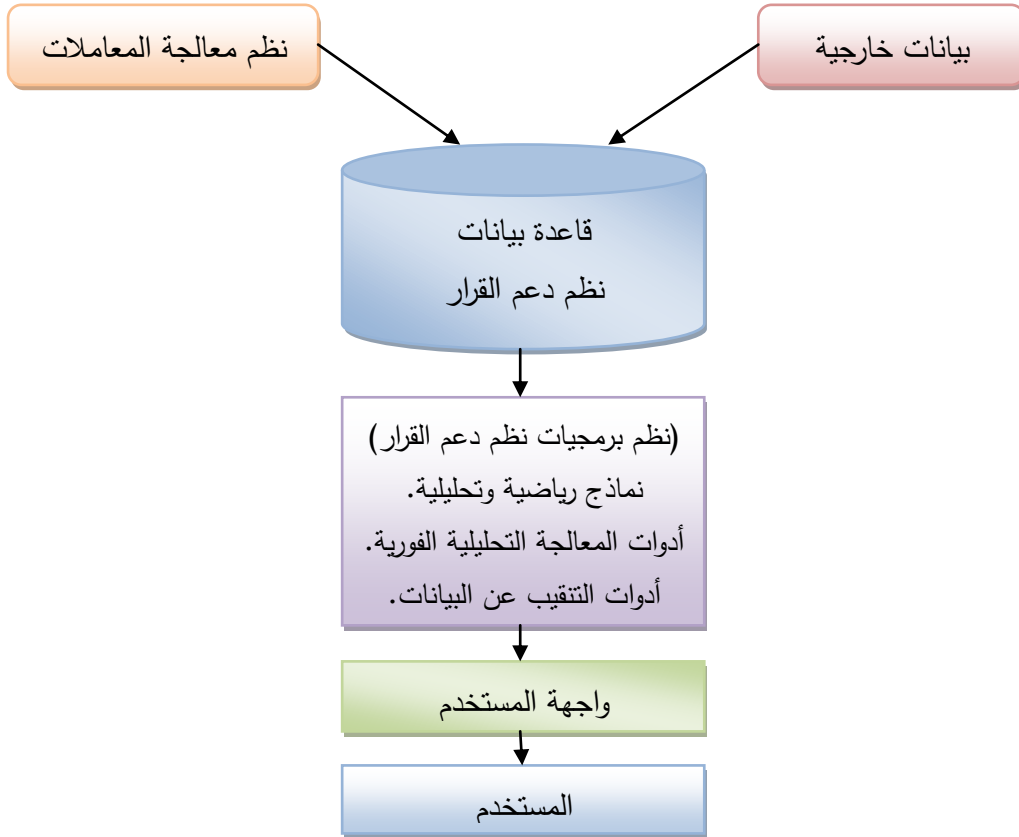 بيانات خارجية
نظم معالجة المعاملات
قاعدة بيانات
نظم دعم القرار
(نظم برمجيات نظم دعم القرار)
نماذج رياضية وتحليلية.
أدوات المعالجة التحليلية الفورية.
أدوات التنقيب عن البيانات.
واجهة المستخدم
المستخدم